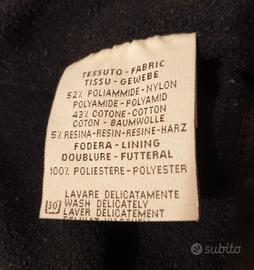 TESSUTO - FABRIC
TISSU - GEWEBE
52% POLIAMMIDE - NYLON
POLYAMIDE - POLYAMID
43% COTONE - COTTON
COTON - BAUMWOLLE
5% RESINA - RESIN - RESINE - HARZ
FODERA - LINING
DOUBLURE - FUTTERAL
100% POLIESTERE - POLYESTER
LAVARE DELICATAMENTE
30° WASH DELICATELY
LAVER DELICATEMENT
subito